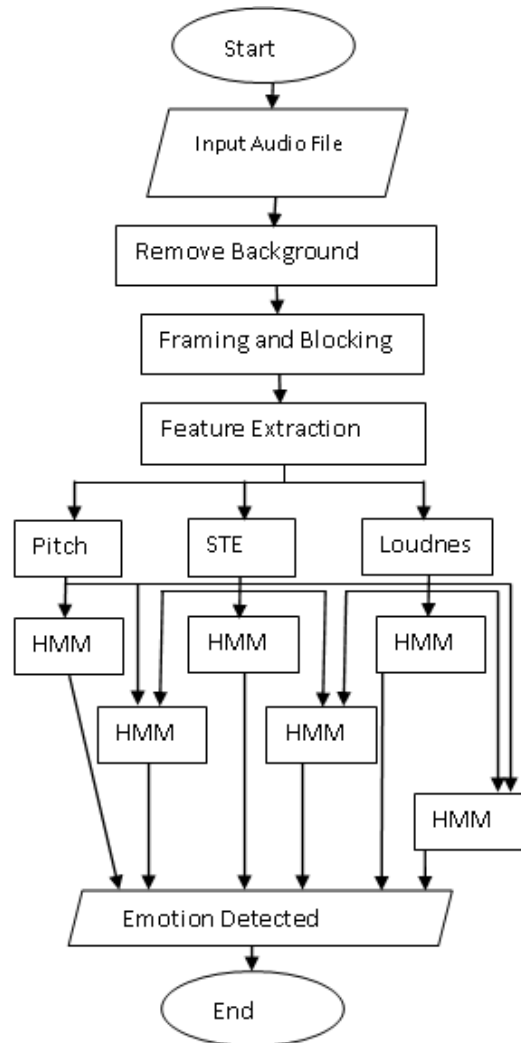 Start
Input Audio File
Remove Background
Framing and Blocking
Feature Extraction
Pitch
STE
Loudnes
HMM
HMM
HMM
HMM
HMM
HMM
Emotion Detected
End